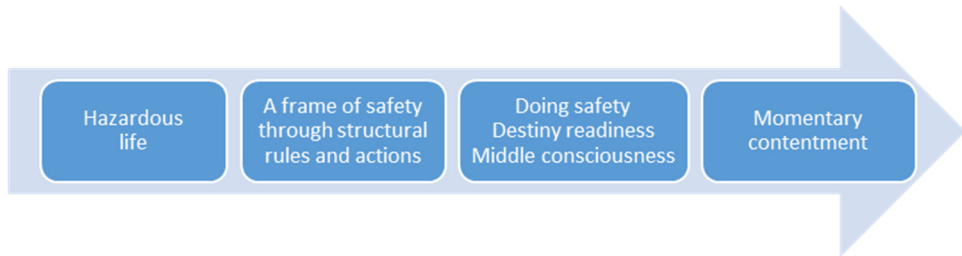 Hazardous
life
A frame of safety
through structural
rules and actions
Doing safety
Destiny readiness
Middle consciousness
Momentary
contentment